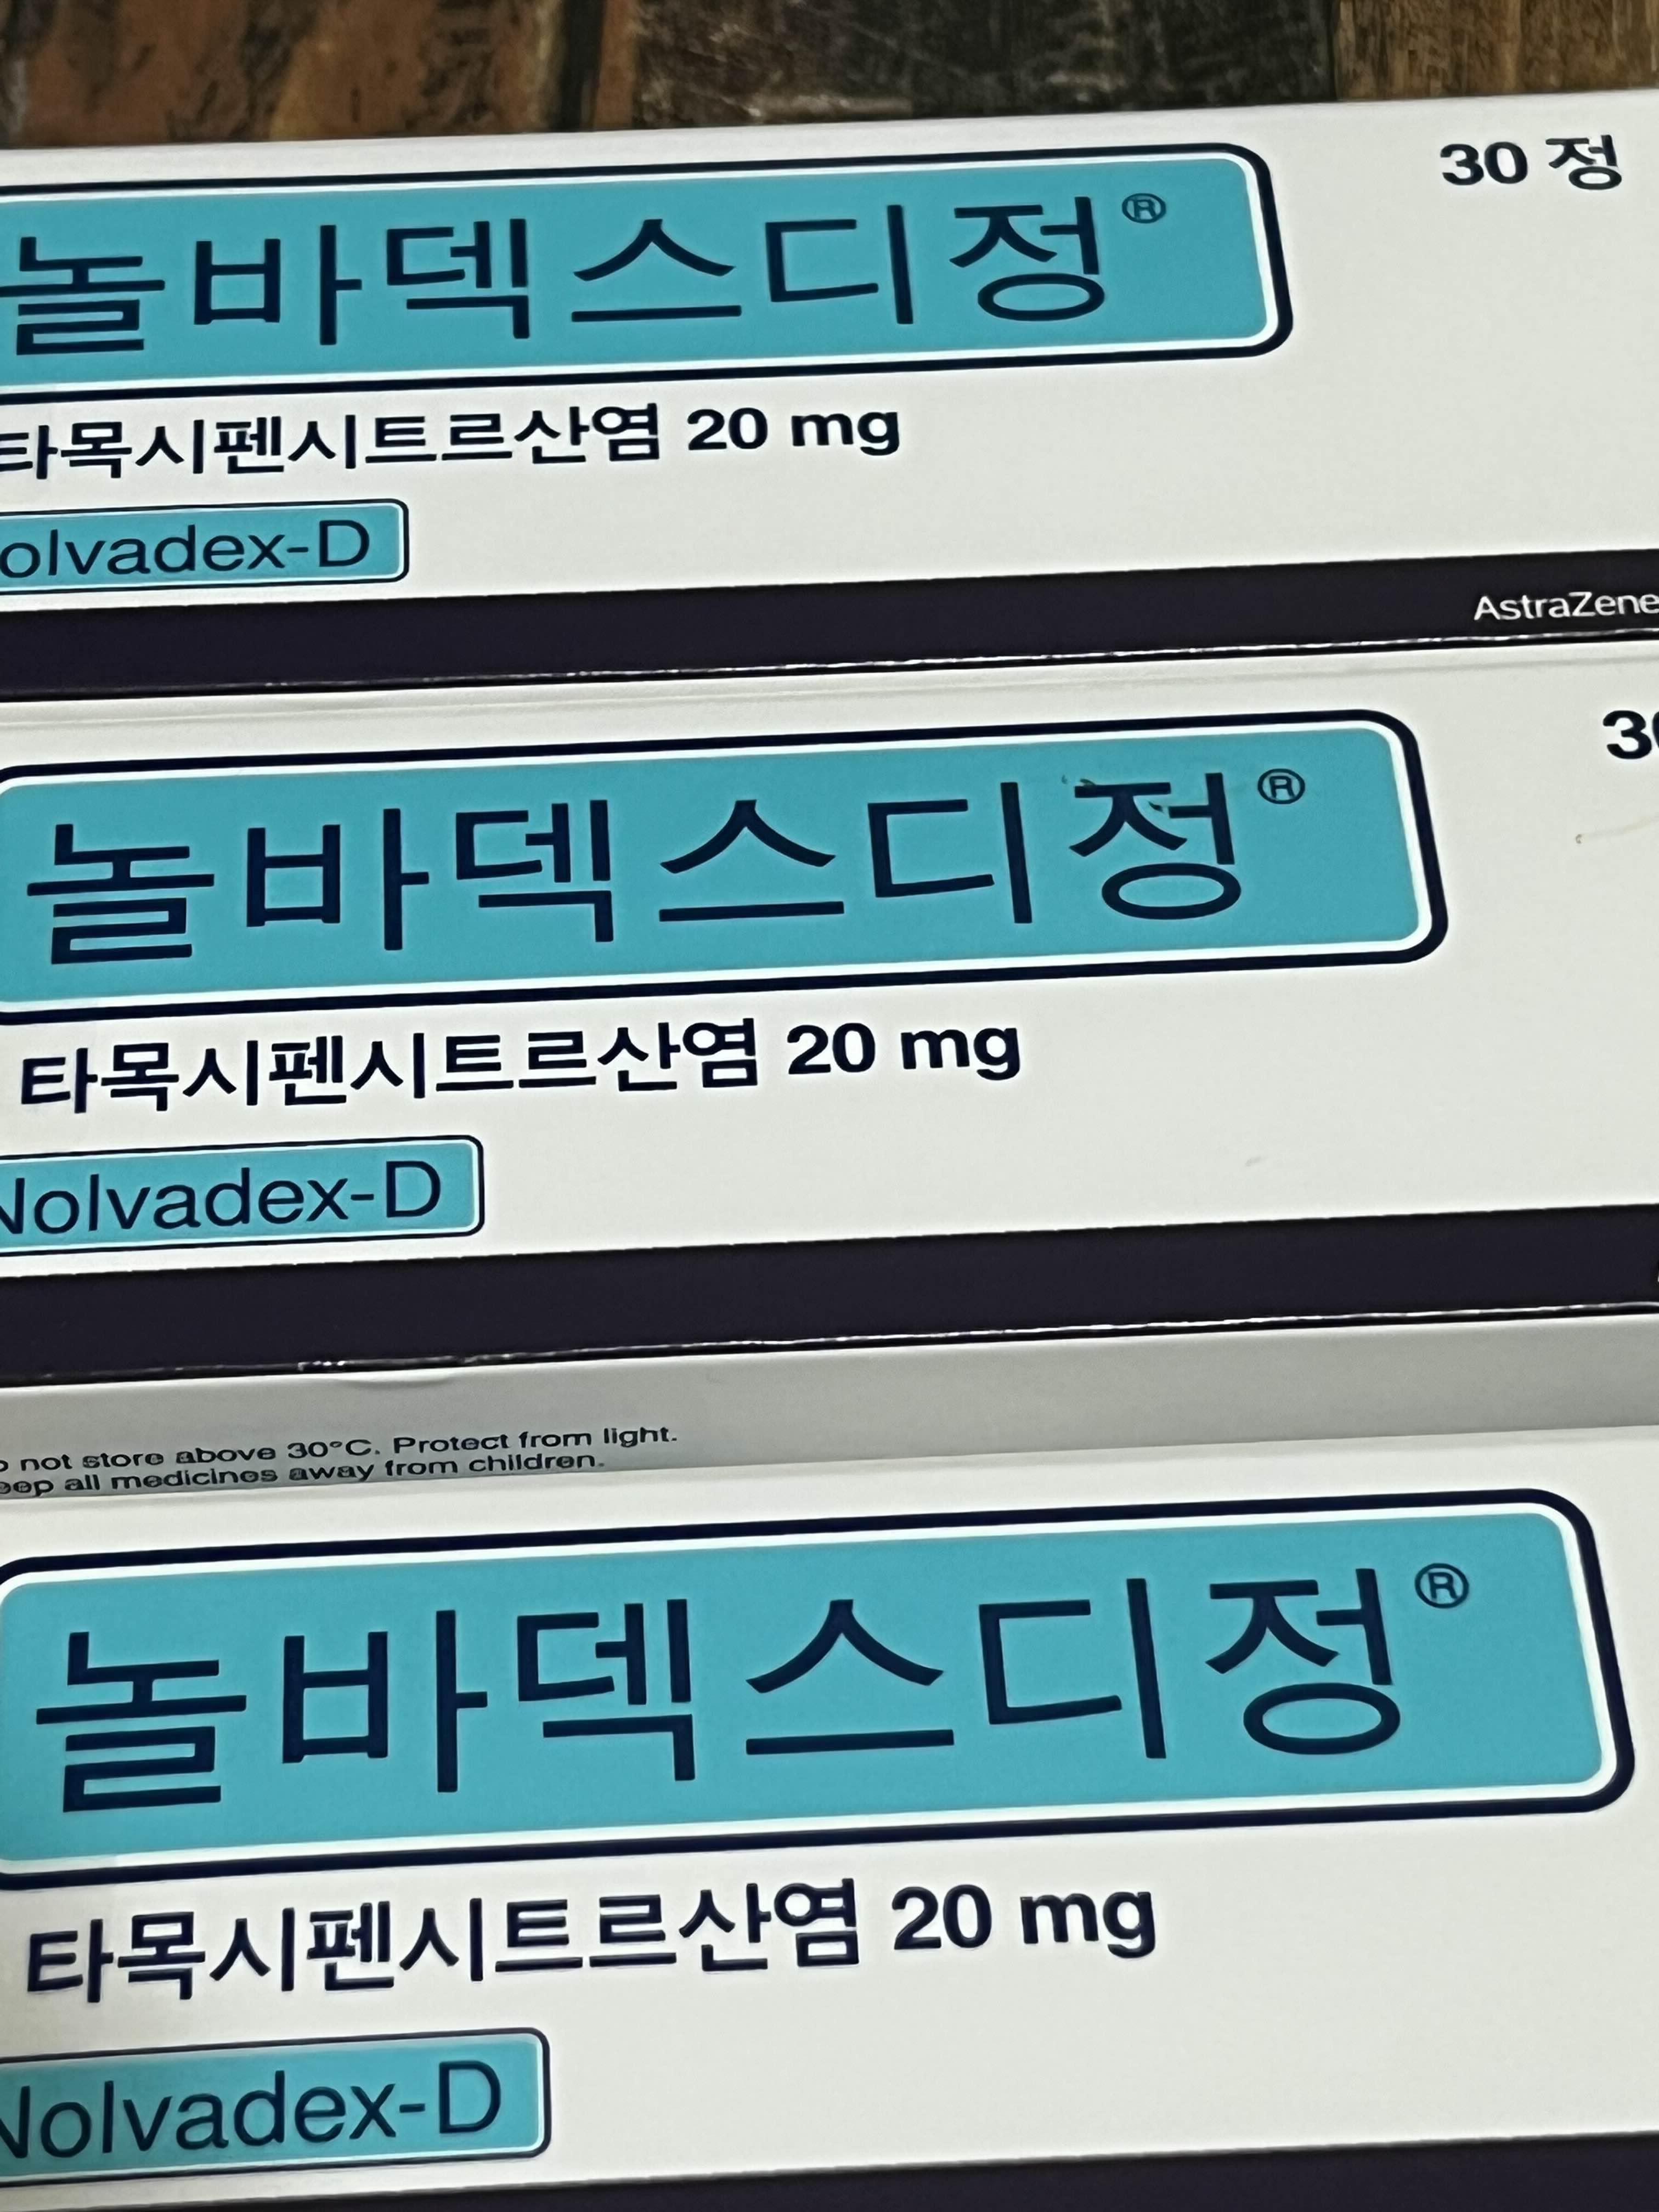 30 정
놀바덱스디정®
타목시펜시트르산염 20 mg
olvadex-D
AstraZene
30
놀바덱스디정®
타목시펜시트르산염 20 mg
Nolvadex-D
not store above 30°C. Protect from light.
eep all medicines away from children.
놀바덱스디정®
타목시펜시트르산염 20 mg
Nolvadex-D